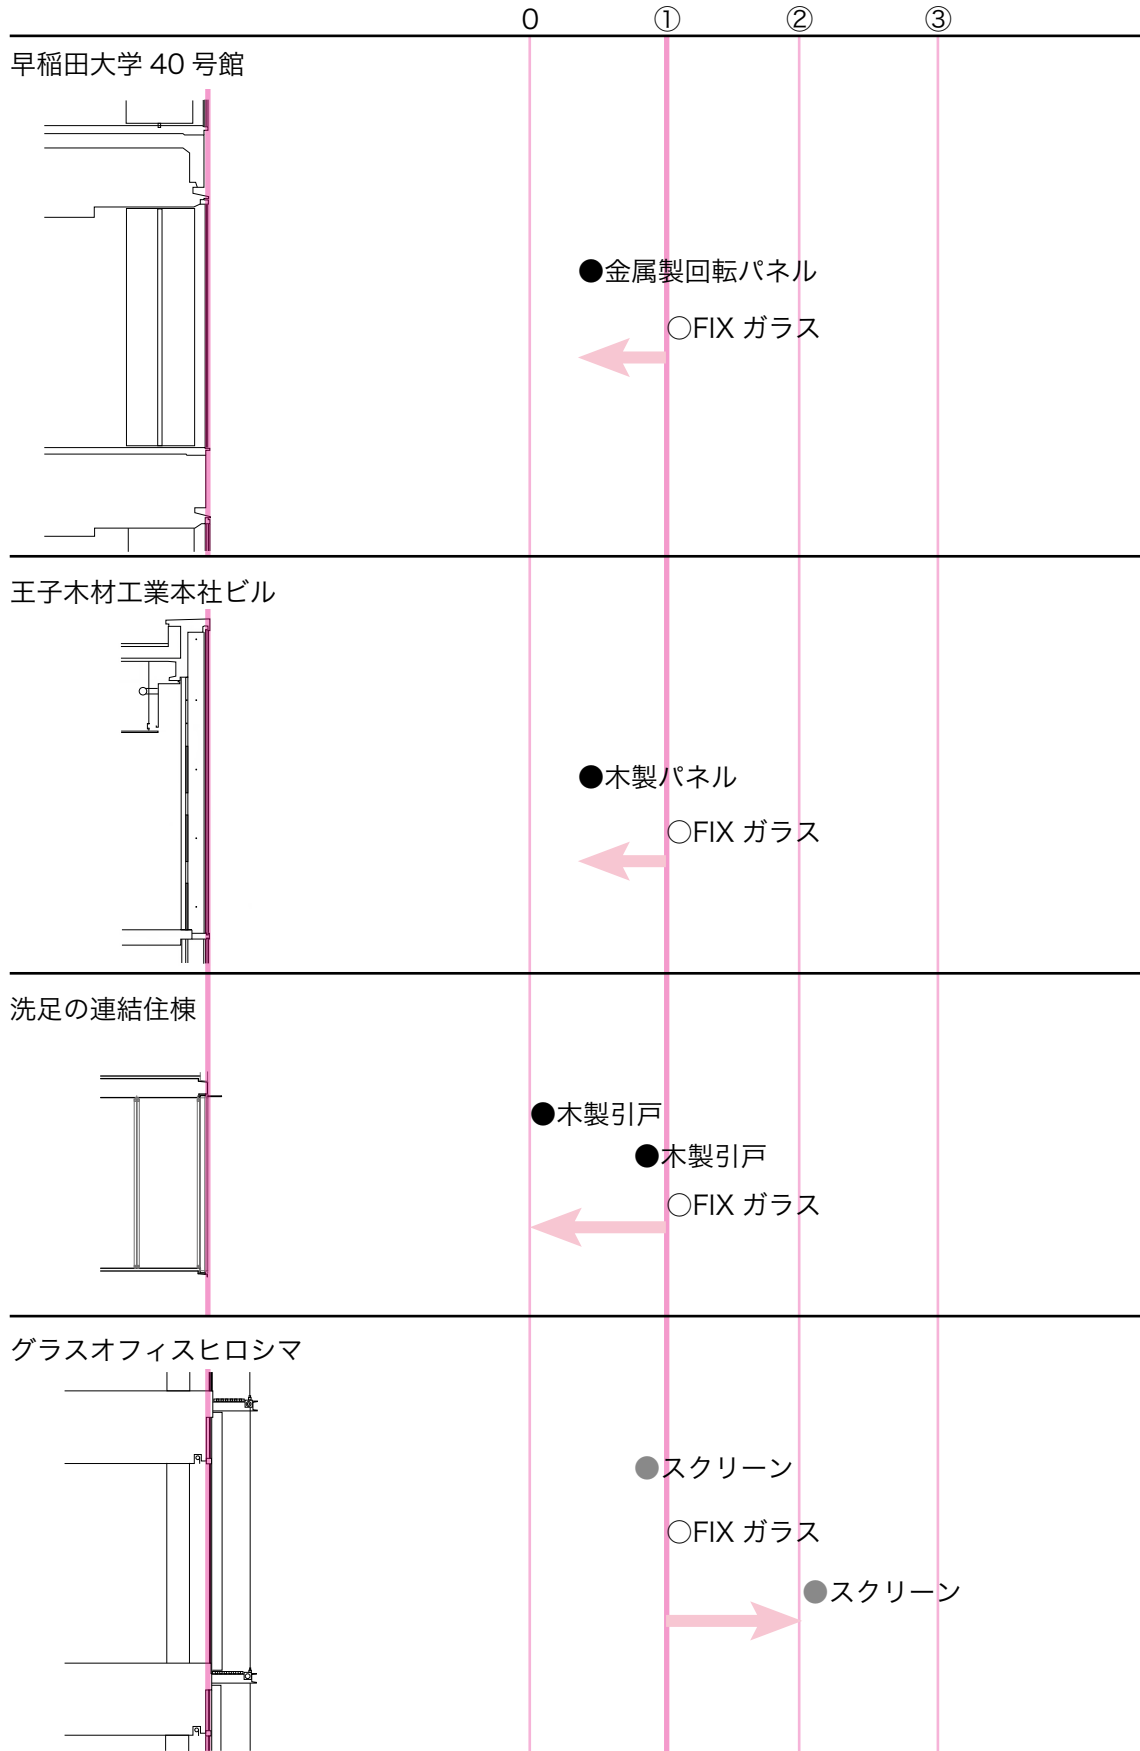 0 ① ② ③
早稲田大学 40 号館
●金属製回転パネル
○FIX ガラス
王子木材工業本社ビル
●木製パネル
○FIX ガラス
洗足の連結住棟
●木製引戸
●木製引戸
○FIX ガラス
グラスオフィスヒロシマ
●スクリーン
○FIX ガラス
●スクリーン